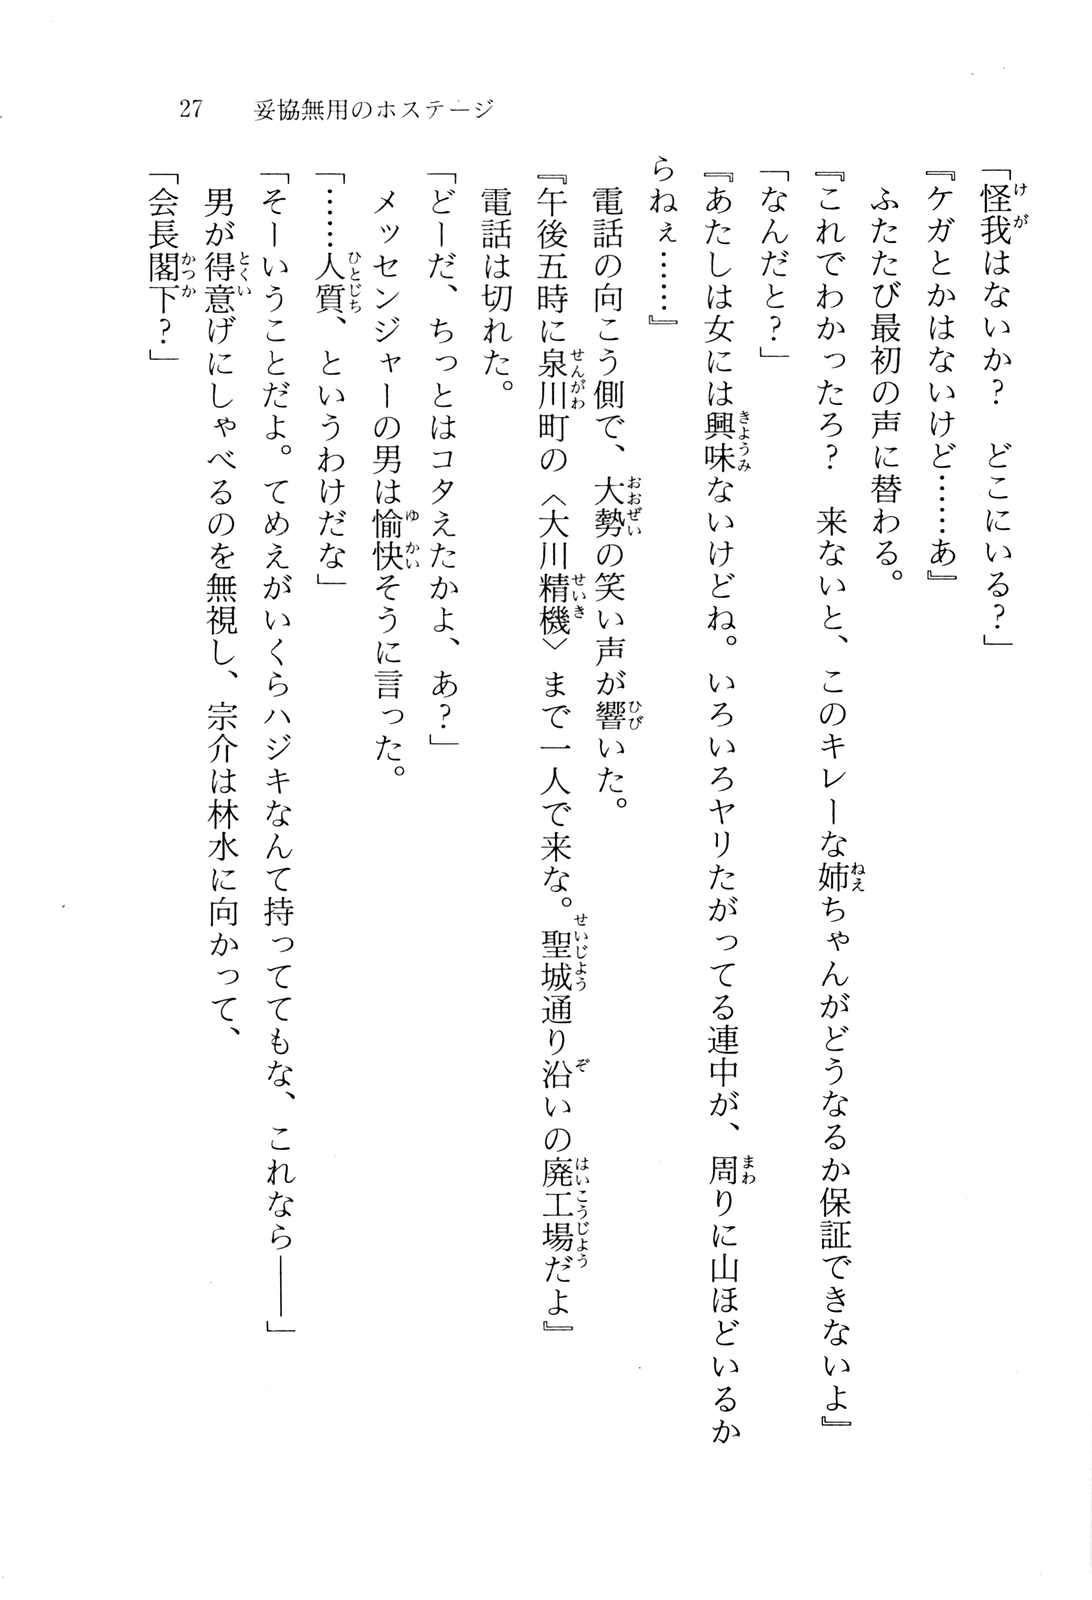 27 妥協無用のホステージ
「怪我はないか？　どこにいる？」
『ケガとかはないけど……あ』
　ふたたび最初の声に替わる。
『これでわかったろ？　来ないと、このキレーな姉ちゃんがどうなるか保証できないよ』
「なんだと？」
『あたしは女には興味ないけどね。いろいろヤリたがってる連中が、周りに山ほどいるか
らねぇ……』
　電話の向こう側で、大勢の笑い声が響いた。
『午後五時に泉川町の〈大川精機〉まで一人で来な。聖城通り沿いの廃工場だよ』
　電話は切れた。
「どーだ、ちっとはコタえたかよ、あ？」
　メッセンジャーの男は愉快そうに言った。
「……人質、というわけだな」
「そーいうことだよ。てめえがいくらハジキなんて持っててもな、これなら――」
　男が得意げにしゃべるのを無視し、宗介は林水に向かって、
「会長閣下？」